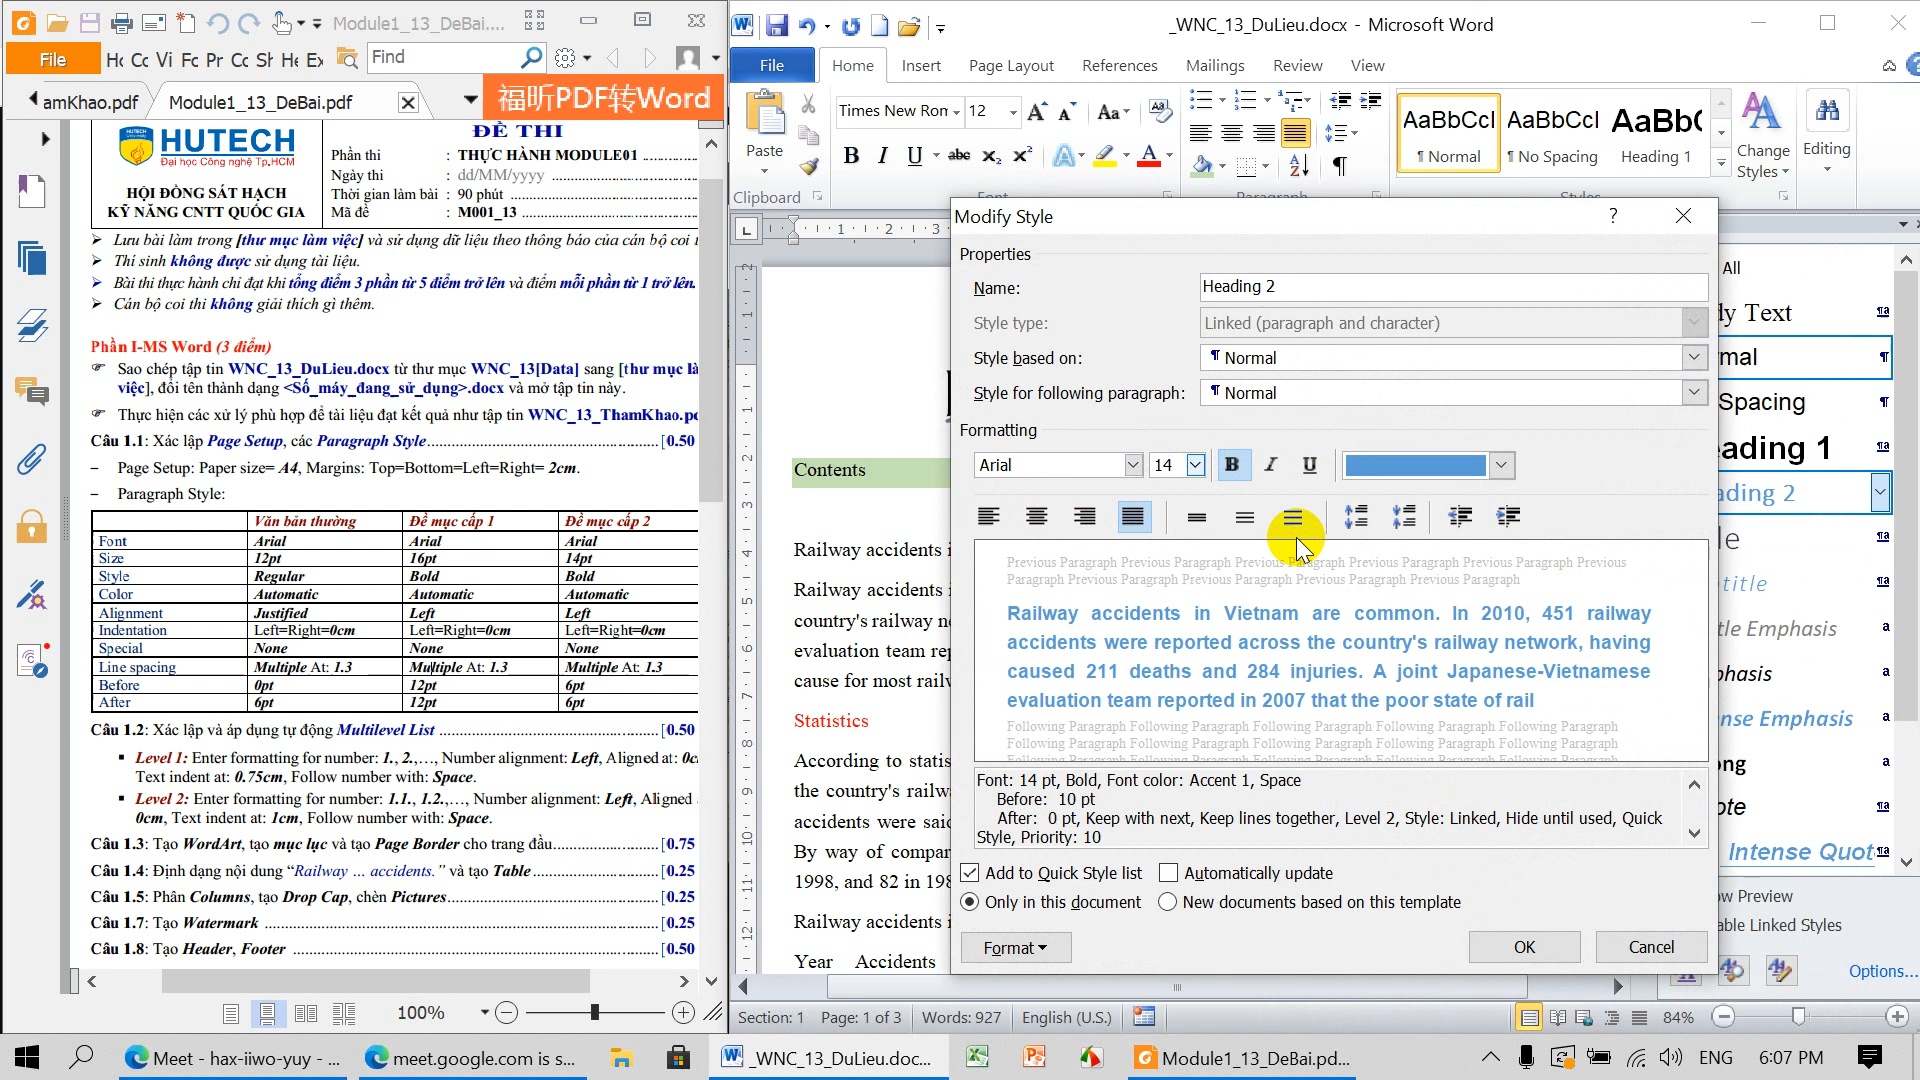 Module1_13_DeBai....
File
Find
amKhao.pdf
Module1_13_DeBai.pdf
福听PDF转Word
HUTECH
Đại học Công nghệ Tp.HCM
HỘI ĐỒNG SÁT HẠCH
KỸ NĂNG CNTT QUỐC GIA
ĐỀ THI
Phần thi : THỰC HÀNH MODULE01
Ngày thi : dd/MM/yyyy
Thời gian làm bài : 90 phút
Mã đề : M001_13
Lưu bài làm trong [thư mục làm việc] và sử dụng dữ liệu theo thông báo của cán bộ coi t
Thí sinh không được sử dụng tài liệu.
Bài thi thực hành chỉ đạt khi tổng điểm 3 phần từ 5 điểm trở lên và điểm mỗi phần từ 1 trở lên.
Cán bộ coi thi không giải thích gì thêm.
Phần I-MS Word (3 điểm)
Sao chép tập tin WNC_13_DuLieu.docx từ thư mục WNC_13[Data] sang [thư mục là
việc], đổi tên thành dạng <Số_máy_đang_sử_dụng>.docx và mở tập tin này.
Thực hiện các xử lý phù hợp để tài liệu đạt kết quả như tập tin WNC_13_ThamKhao.pd
Câu 1.1: Xác lập Page Setup, các Paragraph Style [0.50
– Page Setup: Paper size= A4, Margins: Top=Bottom=Left=Right= 2cm.
– Paragraph Style:
Văn bản thường Đề mục cấp 1 Đề mục cấp 2
Font Arial Arial Arial
Size 12pt 16pt 14pt
Style Regular Bold Bold
Color Automatic Automatic Automatic
Alignment Justified Left Left
Indentation Left=Right=0cm Left=Right=0cm Left=Right=0cm
Special None None None
Line spacing Multiple At: 1.3 Multiple At: 1.3 Multiple At: 1.3
Before 0pt 12pt 6pt
After 6pt 12pt 6pt
Câu 1.2: Xác lập và áp dụng tự động Multilevel List [0.50
Level 1: Enter formatting for number: 1., 2.,…, Number alignment: Left, Aligned at: 0c
Text indent at: 0.75cm, Follow number with: Space.
Level 2: Enter formatting for number: 1.1., 1.2.,…, Number alignment: Left, Aligned
0cm, Text indent at: 1cm, Follow number with: Space.
Câu 1.3: Tạo WordArt, tạo mục lục và tạo Page Border cho trang đầu [0.75
Câu 1.4: Định dạng nội dung “Railway ... accidents.” và tạo Table [0.25
Câu 1.5: Phân Columns, tạo Drop Cap, chèn Pictures [0.25
Câu 1.7: Tạo Watermark [0.25
Câu 1.8: Tạo Header, Footer [0.50
100%
_WNC_13_DuLieu.docx - Microsoft Word
File Home Insert Page Layout References Mailings Review View
Paste
Clipboard
Times New Rom 12
Font
Paragraph
AaBbCcI AaBbCcI AaBbC
¶ Normal ¶ No Spacing Heading 1
Styles
Change Styles
Editing
Contents
Railway accidents i
Railway accidents i
country's railway ne
evaluation team rep
cause for most railw
Statistics
According to statis
the country's railw
accidents were said
By way of compar
1998, and 82 in 198
Railway accidents i
Year Accidents
Modify Style
Properties
Name: Heading 2
Style type: Linked (paragraph and character)
Style based on: ¶ Normal
Style for following paragraph: ¶ Normal
Formatting
Arial 14 B I U
Previous Paragraph Previous Paragraph Previous Paragraph Previous Paragraph Previous Paragraph Previous
Paragraph Previous Paragraph Previous Paragraph Previous Paragraph Previous Paragraph
Railway accidents in Vietnam are common. In 2010, 451 railway
accidents were reported across the country's railway network, having
caused 211 deaths and 284 injuries. A joint Japanese-Vietnamese
evaluation team reported in 2007 that the poor state of rail
Following Paragraph Following Paragraph Following Paragraph Following Paragraph Following Paragraph
Following Paragraph Following Paragraph Following Paragraph Following Paragraph Following Paragraph
Font: 14 pt, Bold, Font color: Accent 1, Space
Before: 10 pt
After: 0 pt, Keep with next, Keep lines together, Level 2, Style: Linked, Hide until used, Quick
Style, Priority: 10
Add to Quick Style list Automatically update
Only in this document New documents based on this template
Format OK Cancel
All
dy Text
mal
Spacing
eading 1
ading 2
le
title
tle Emphasis
phasis
nse Emphasis
ong
ote
Intense Quot
ow Preview
able Linked Styles
Options...
Section: 1 Page: 1 of 3 Words: 927 English (U.S.) 84%
Meet - hax-iiwo-yuy - ...
meet.google.com is s...
_WNC_13_DuLieu.doc...
Module1_13_DeBai.pd...
ENG 6:07 PM